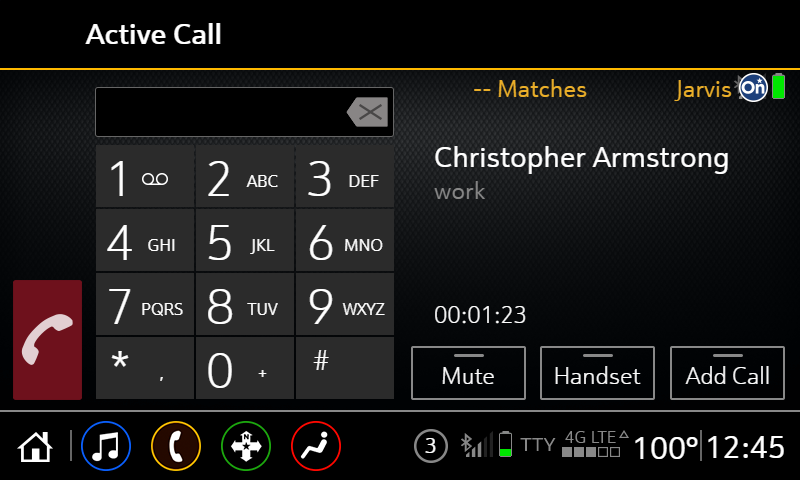 Active Call
-- Matches
Jarvis
On
Christopher Armstrong
work
1
2 ABC
3 DEF
4 GHI
5 JKL
6 MNO
7 PQRS
8 TUV
9 WXYZ
* ,
0 +
#
00:01:23
Mute
Handset
Add Call
N
3
TTY
4G LTE
100°
12:45